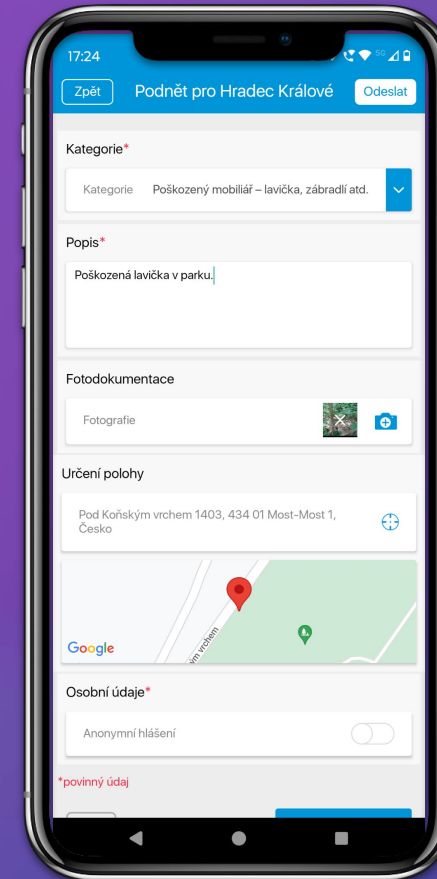 17:24
5G
Zpět
Podnět pro Hradec Králové
Odeslat
Kategorie*
Kategorie Poškozený mobiliář – lavička, zábradlí atd.
Popis*
Poškozená lavička v parku.
Fotodokumentace
Fotografie
Určení polohy
Pod Koňským vrchem 1403, 434 01 Most-Most 1,
Česko
ým vrchem
Google
Osobní údaje*
Anonymní hlášení
*povinný údaj